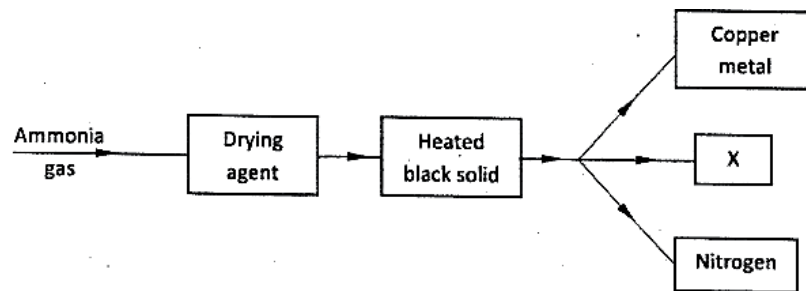 Copper
metal
Ammonia
gas
Drying
agent
Heated
black solid
X
Nitrogen